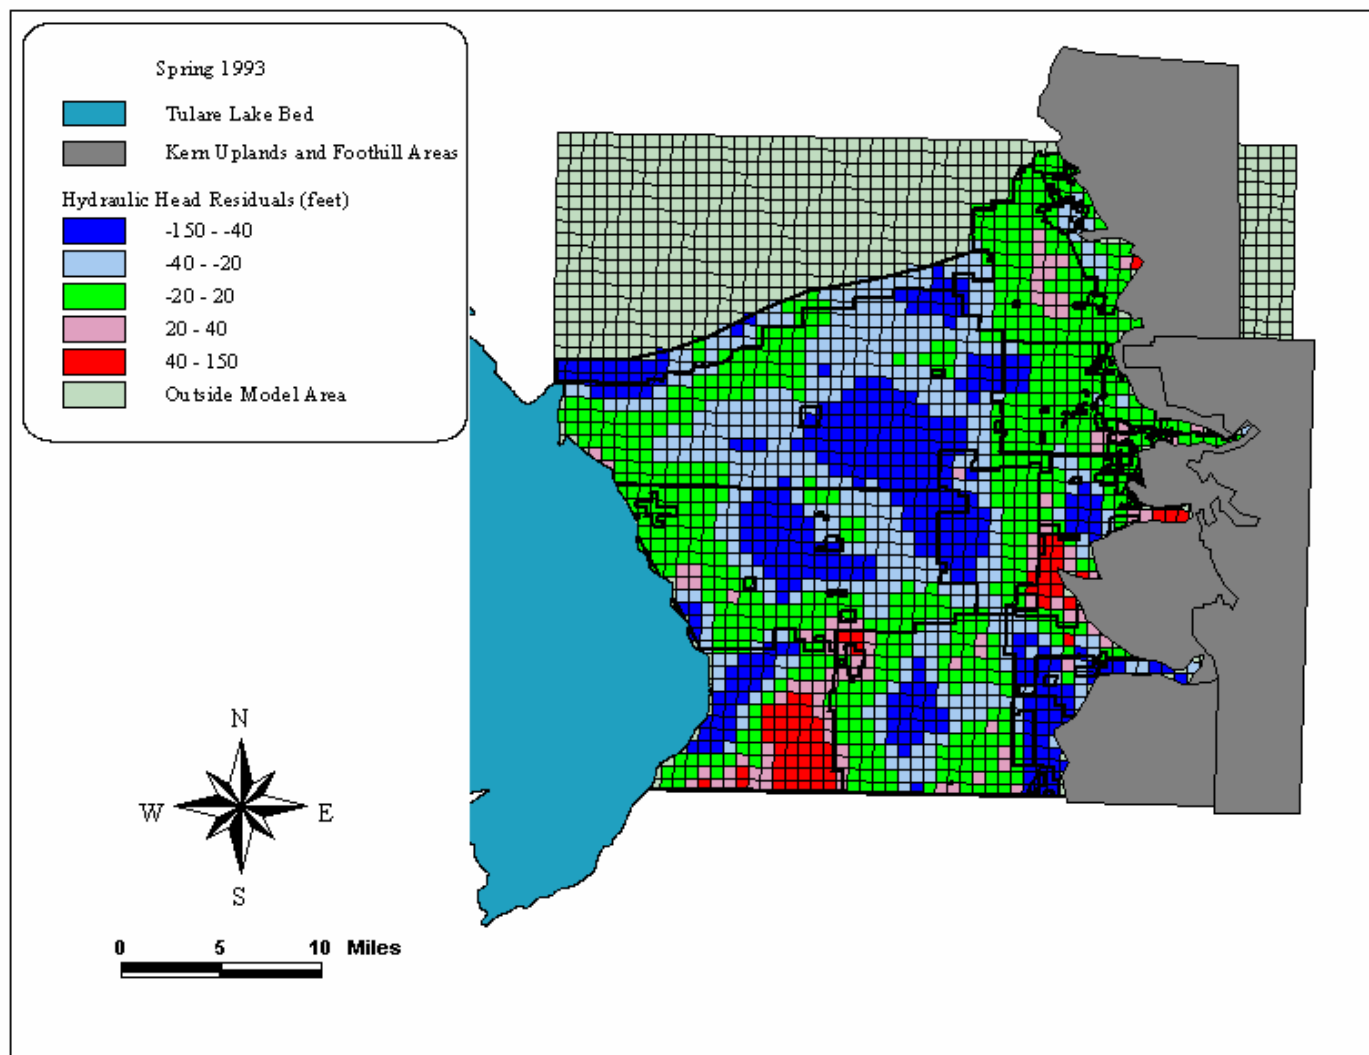 Spring 1993
Tulare Lake Bed
Kern Uplands and Foothill Areas
Hydraulic Head Residuals (feet)
-150 - -40
-40 - -20
-20 - 20
20 - 40
40 - 150
Outside Model Area
N
W E
S
0 5 10 Miles